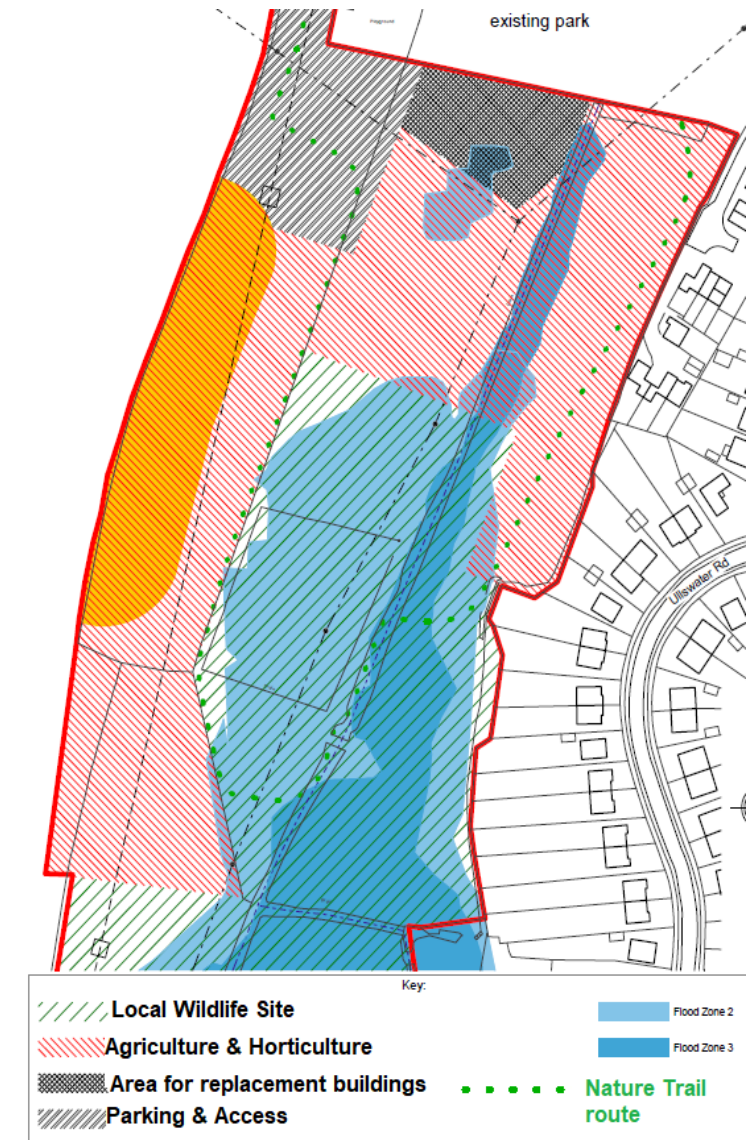 existing park
Playground
Ullswater Rd
Key:
Local Wildlife Site
Agriculture & Horticulture
Area for replacement buildings
Parking & Access
Flood Zone 2
Flood Zone 3
Nature Trail
route